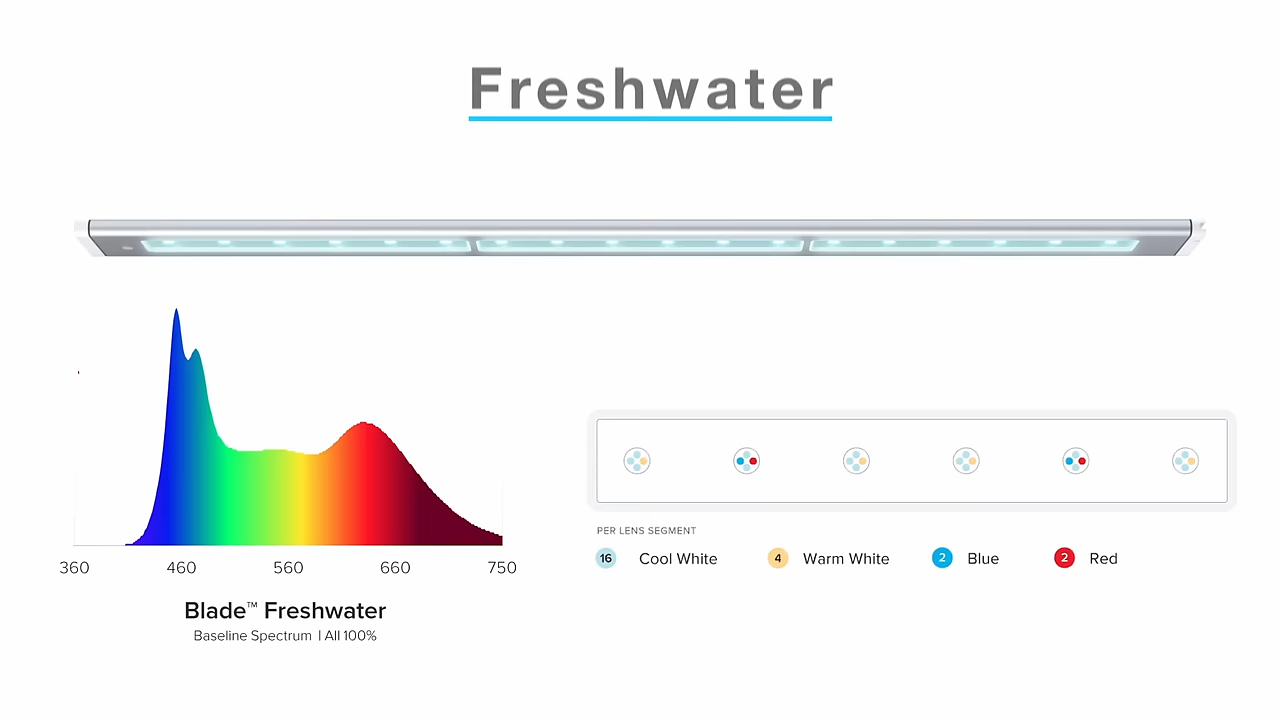 Freshwater
360 460 560 660 750
Blade™ Freshwater
Baseline Spectrum | All 100%
PER LENS SEGMENT
16 Cool White 4 Warm White 2 Blue 2 Red